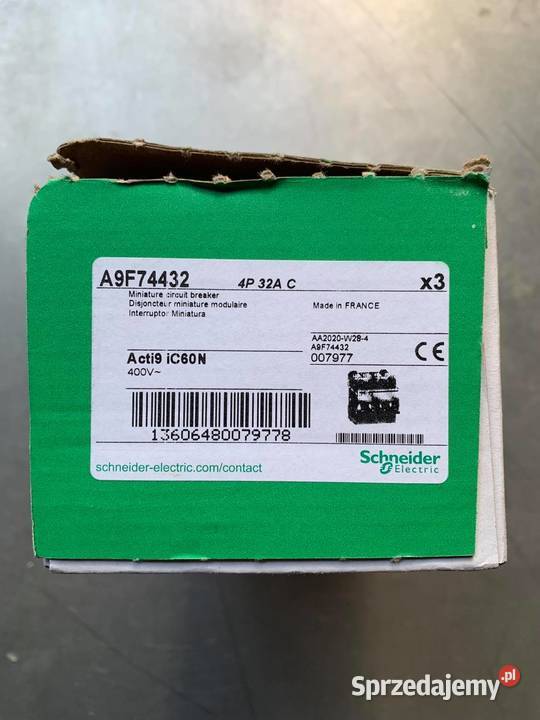 A9F74432
4P 32A C
x3
Miniature circuit breaker
Disjoncteur miniature modulaire
Interruptor Miniatura
Made in FRANCE
AA2020-W28-4
A9F74432
007977
CE
Acti9 iC60N
400V~
13606480079778
schneider-electric.com/contact
Schneider
Electric
Sprzedajemy.pl